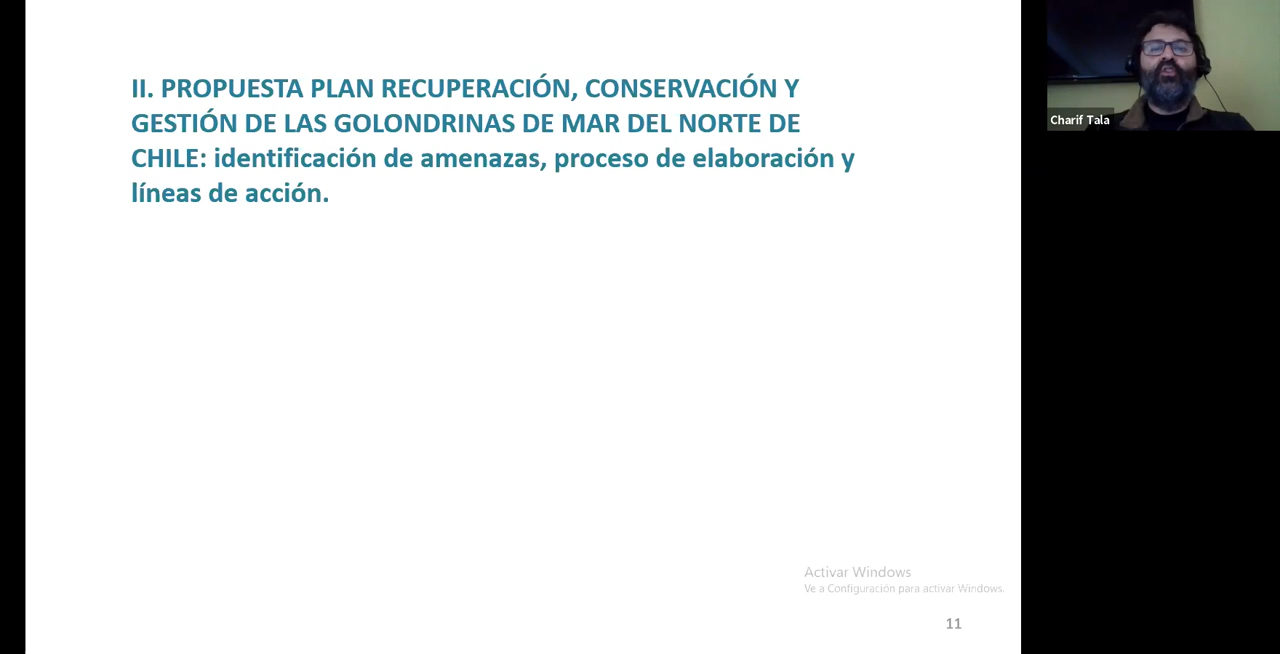 II. PROPUESTA PLAN RECUPERACIÓN, CONSERVACIÓN Y
GESTIÓN DE LAS GOLONDRINAS DE MAR DEL NORTE DE
CHILE: identificación de amenazas, proceso de elaboración y
líneas de acción.
Charif Tala
Activar Windows
Ve a Configuración para activar Windows.
11